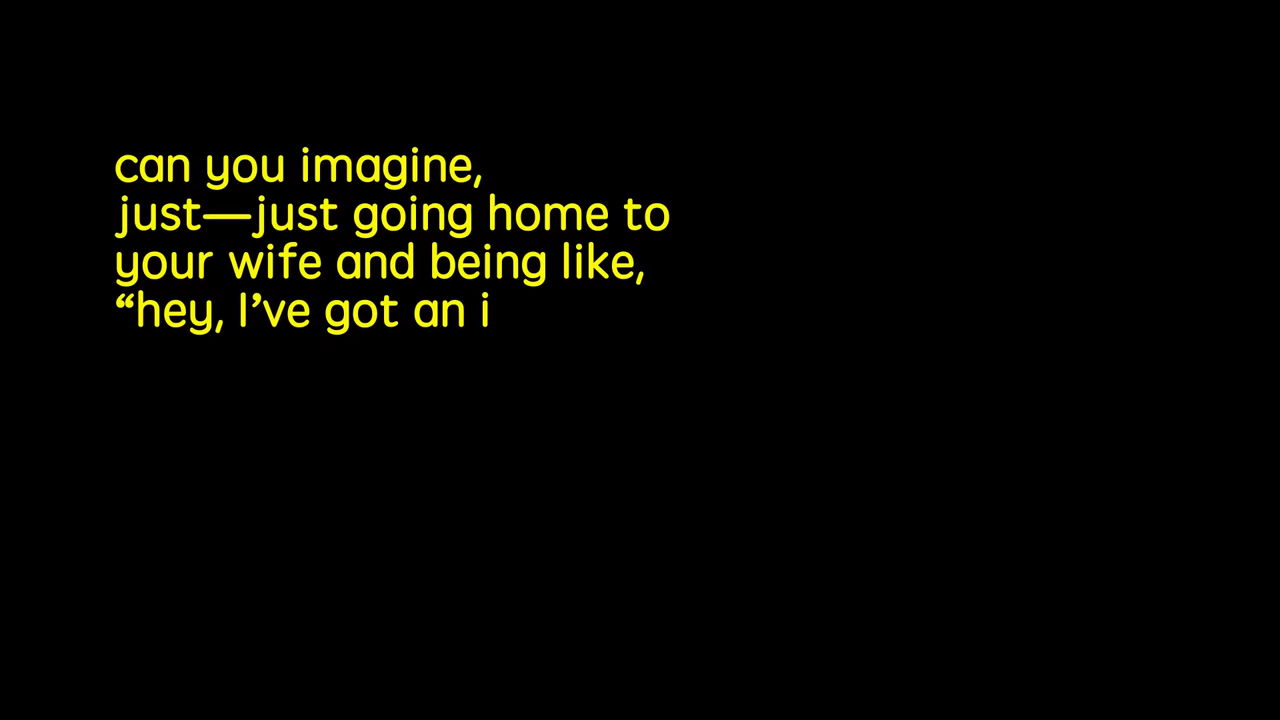 can you imagine,
just—just going home to
your wife and being like,
“hey, I’ve got an i